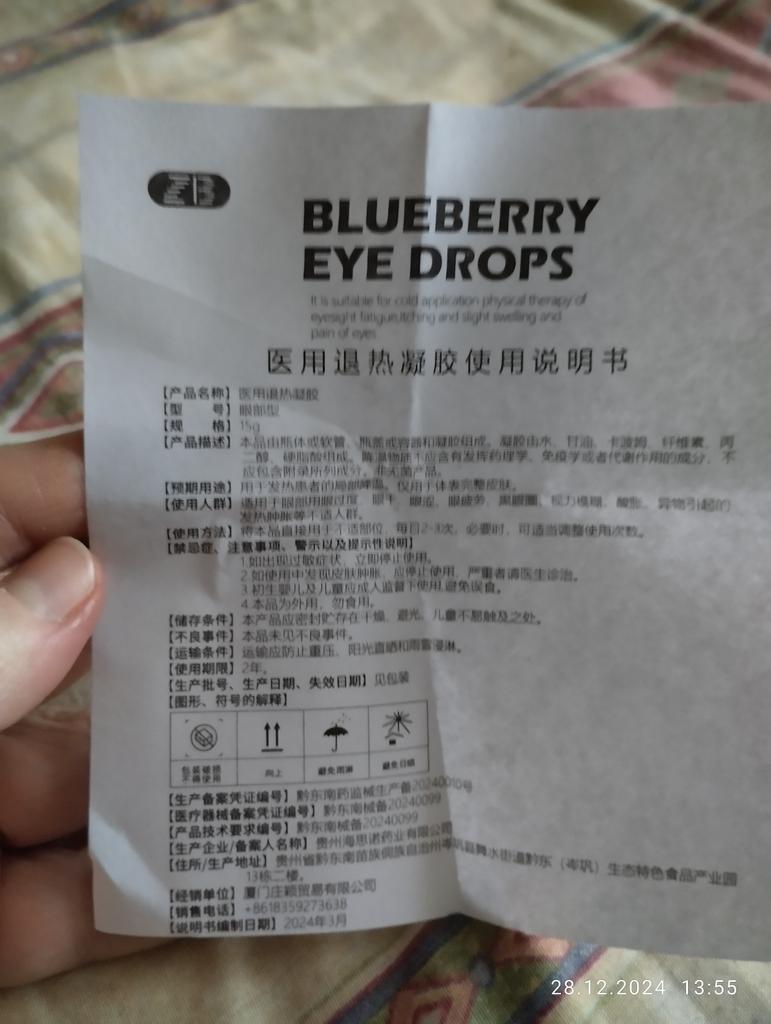 ZB
BLUEBERRY
EYE DROPS
It is suitable for cold application physical therapy of
eyesight fatigue,itching and slight swelling and
pain of eyes
医用退热凝胶使用说明书
【产品名称】医用退热凝胶
【型　　号】眼部型
【规　　格】15g
【产品描述】本品由瓶体或软管、瓶盖或容器和凝胶组成。凝胶由水、甘油、卡波姆、纤维素、丙
二醇、硬脂酸组成。降温物质不应含有发挥药理学、免疫学或者代谢作用的成分，不
应包含附录所列成分。非无菌产品。
【预期用途】用于发热患者的局部降温。仅用于体表完整皮肤。
【使用人群】适用于眼部用眼过度、眼干、眼涩、眼疲劳、黑眼圈、视力模糊、酸胀、异物引起的
发热肿胀等不适人群。
【使用方法】将本品直接用于不适部位，每日2-3次，必要时，可适当调整使用次数。
【禁忌症、注意事项、警示以及提示性说明】
1.如出现过敏症状，立即停止使用。
2.如使用中发现皮肤肿胀，应停止使用，严重者请医生诊治。
3.初生婴儿及儿童应成人监督下使用,避免误食。
4.本品为外用，勿食用。
【储存条件】本产品应密封贮存在干燥、避光、儿童不易触及之处。
【不良事件】本品未见不良事件。
【运输条件】运输应防止重压、阳光直晒和雨雪浸淋。
【使用期限】2年。
【生产批号、生产日期、失效日期】见包装
【图形、符号的解释】
包装破损 不得使用 向上 避免雨淋 避免日晒
【生产备案凭证编号】黔东南药监械生产备20240010号
【医疗器械备案凭证编号】黔东南械备20240099
【产品技术要求编号】黔东南械备20240099
【生产企业/备案人名称】贵州海思诺药业有限公司
【住所/生产地址】贵州省黔东南苗族侗族自治州岑巩县舞水街道黔东（岑巩）生态特色食品产业园
13栋二楼。
【经销单位】厦门庄颖贸易有限公司
【销售电话】+8618359273638
【说明书编制日期】2024年3月
28.12.2024 13:55